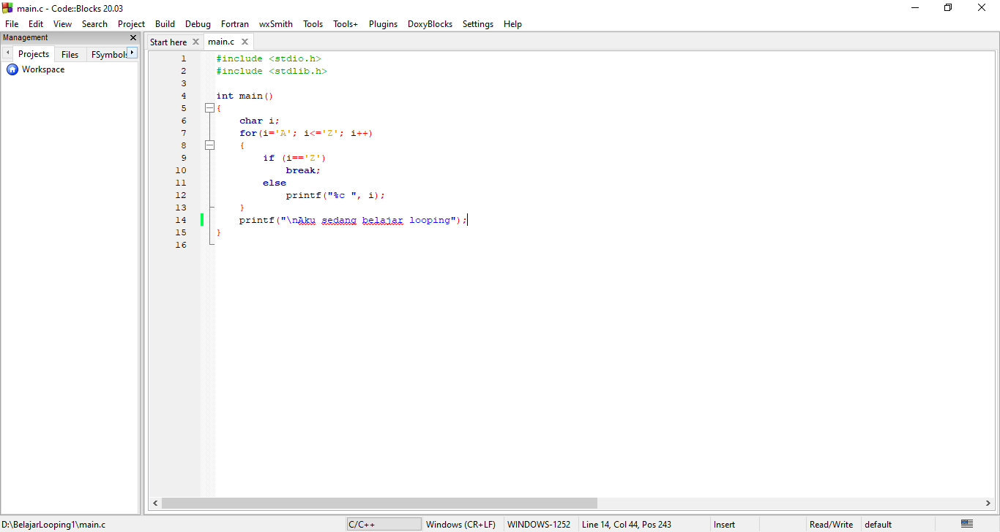 main.c - Code::Blocks 20.03
File Edit View Search Project Build Debug Fortran wxSmith Tools Tools+ Plugins DoxyBlocks Settings Help
Management
Projects Files FSymbols
Workspace
Start here main.c
1 #include <stdio.h>
2 #include <stdlib.h>
3
4 int main()
5 {
6     char i;
7     for(i='A'; i<='Z'; i++)
8     {
9         if (i=='Z')
10             break;
11         else
12             printf("%c ", i);
13     }
14     printf("\nAku sedang belajar looping");
15 }
16
D:\BelajarLooping1\main.c C/C++ Windows (CR+LF) WINDOWS-1252 Line 14, Col 44, Pos 243 Insert Read/Write default